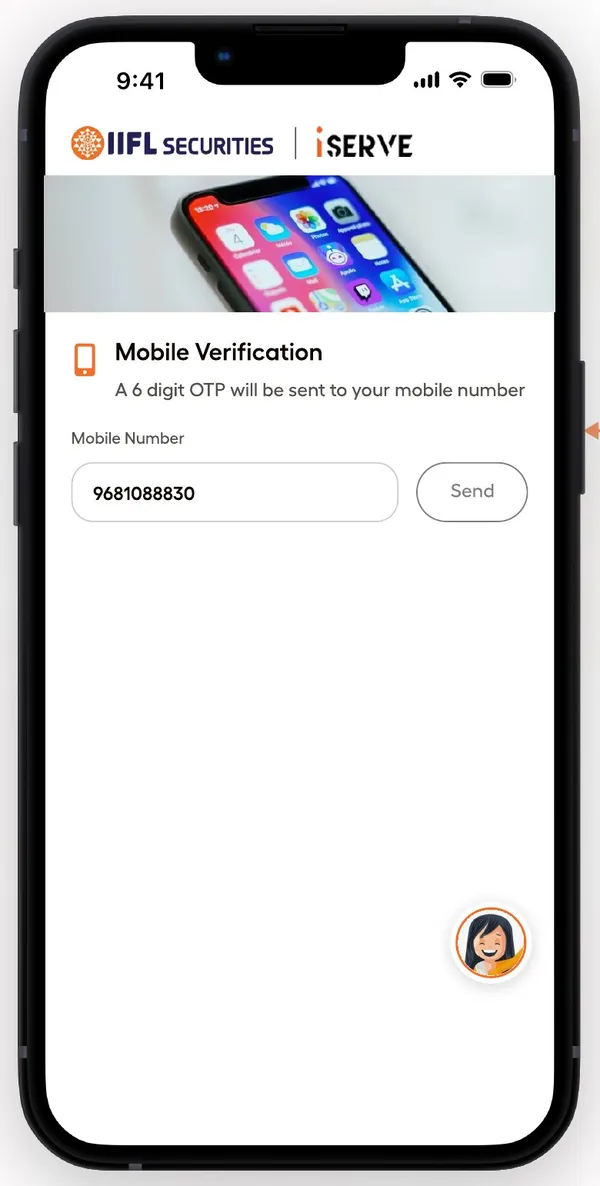 9:41
IIFL SECURITIES iSERVE
4
Mobile Verification
A 6 digit OTP will be sent to your mobile number
Mobile Number
9681088830
Send